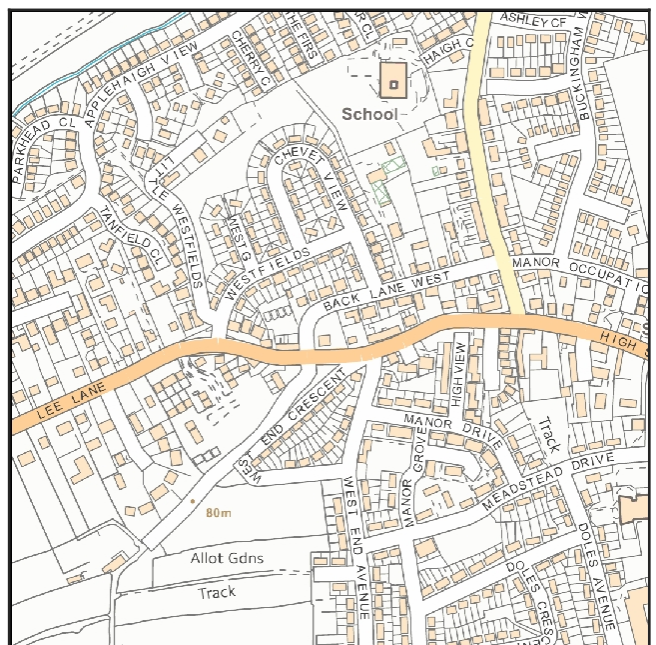 ASHLEY CF
THE FIRS
HAIGH C
CHERRY C
APPLEHAIGH VIEW
BUCKINGHAM
School
PARKHEAD CL
CHEVET VIEW
WESTFIELDS
WEST G
TANFIELD CL
WESTFIELDS
MANOR OCCUPATIO
BACK LANE WEST
HIGH
LEE LANE
HIGH VIEW
WEST END CRESCENT
MANOR DRIVE
Track
MANOR GROVE
MEADSTEAD DRIVE
80m
WEST END AVENUE
Allot Gdns
Track
DOLES AVENUE
DOLES CRESC